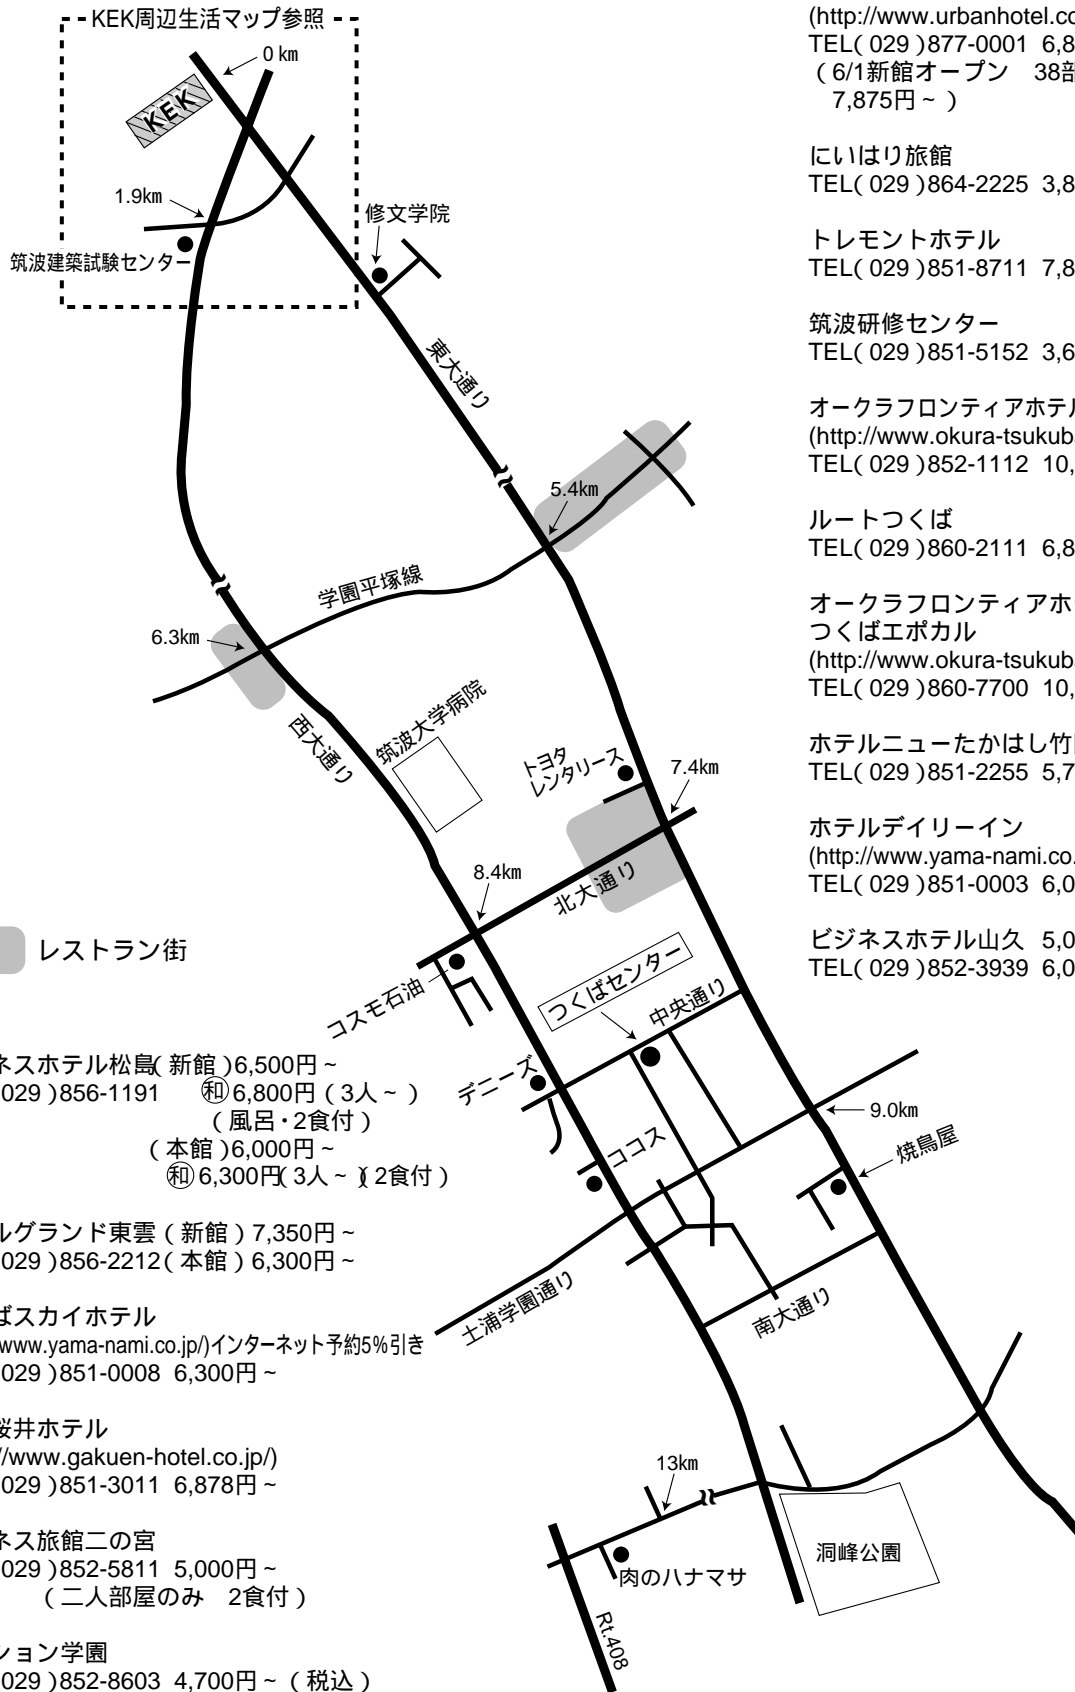 KEK周辺生活マップ参照
0 km
KEK
1.9km
筑波建築試験センター
修文学院
東大通り
5.4km
学園平塚線
6.3km
西大通り
筑波大学病院
トヨタ
レンタリース
7.4km
8.4km
北大通り
レストラン街
コスモ石油
つくばセンター
中央通り
デニーズ
9.0km
ココス
焼鳥屋
土浦学園通り
南大通り
13km
洞峰公園
肉のハナマサ
Rt.408
(http://www.urbanhotel.co
TEL(029)877-0001 6,8
(6/1新館オープン 38部
7,875円~)
にいはり旅館
TEL(029)864-2225 3,8
トレモントホテル
TEL(029)851-8711 7,8
筑波研修センター
TEL(029)851-5152 3,6
オークラフロンティアホテル
(http://www.okura-tsukuba
TEL(029)852-1112 10,
ルートつくば
TEL(029)860-2111 6,8
オークラフロンティアホ
つくばエポカル
(http://www.okura-tsukuba
TEL(029)860-7700 10,
ホテルニューたかはし竹
TEL(029)851-2255 5,7
ホテルデイリーイン
(http://www.yama-nami.co.
TEL(029)851-0003 6,0
ビジネスホテル山久 5,0
TEL(029)852-3939 6,0
ネスホテル松島(新館)6,500円~
029)856-1191 ㊒6,800円(3人~)
(風呂・2食付)
(本館)6,000円~
㊒6,300円(3人~)(2食付)
ルグランド東雲(新館)7,350円~
029)856-2212(本館)6,300円~
ばスカイホテル
www.yama-nami.co.jp/)インターネット予約5%引き
029)851-0008 6,300円~
桜井ホテル
//www.gakuen-hotel.co.jp/)
029)851-3011 6,878円~
ネス旅館二の宮
029)852-5811 5,000円~
(二人部屋のみ 2食付)
ション学園
029)852-8603 4,700円~(税込)